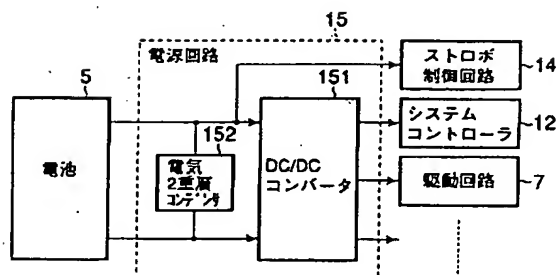 15
電源回路
ストロボ
制御回路
14
5
151
152
システム
コントローラ
12
電池
電気
2重層
コンデンサ
DC/DC
コンバータ
駆動回路
7